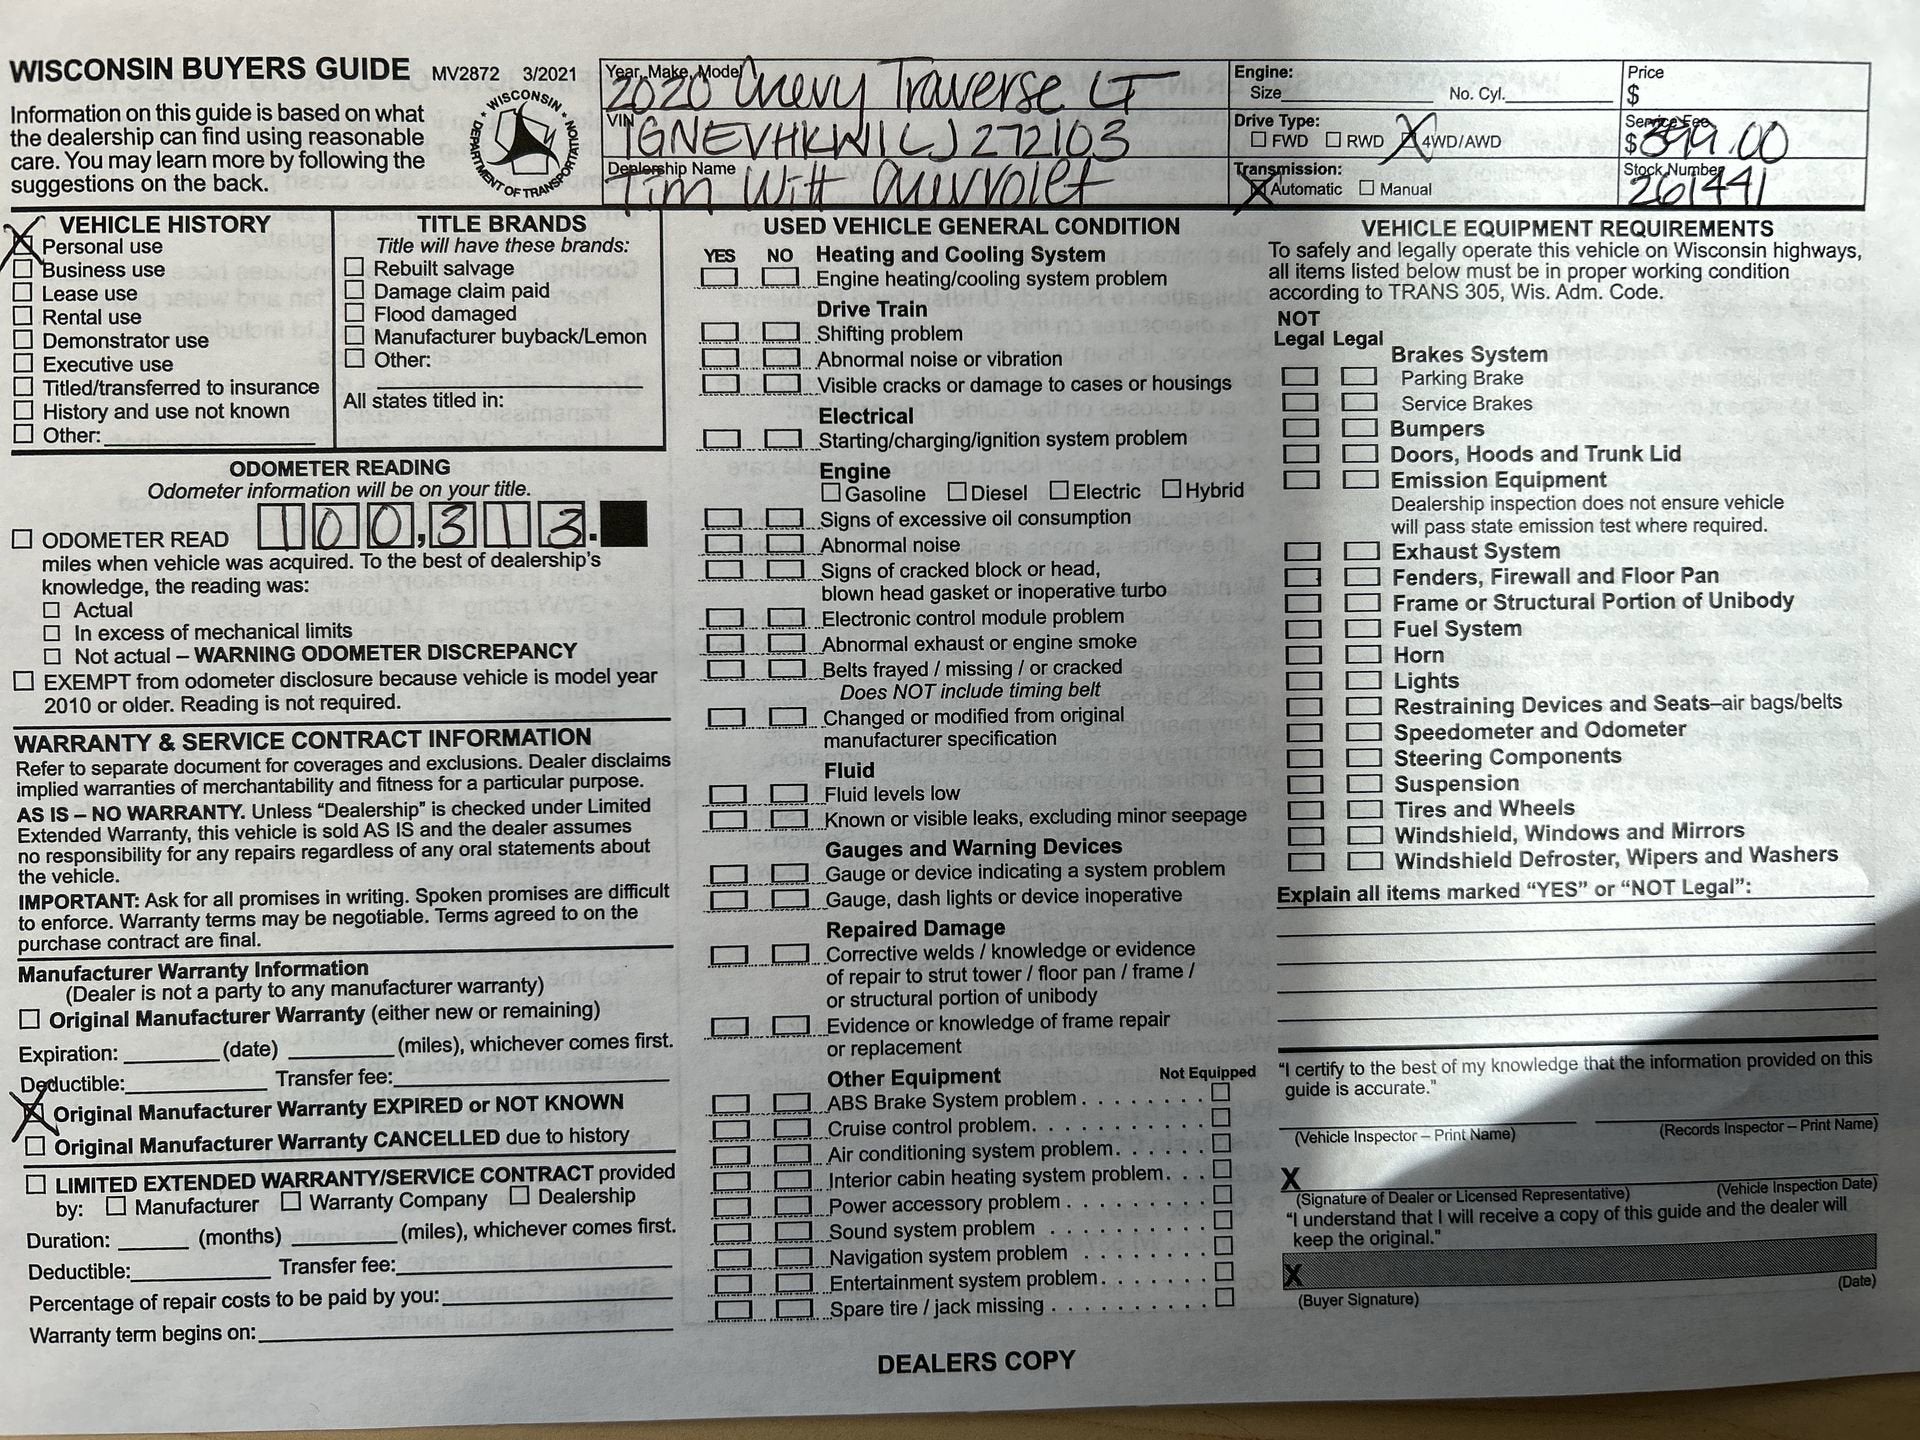 WISCONSIN BUYERS GUIDE MV2872 3/2021
Information on this guide is based on what
the dealership can find using reasonable
care. You may learn more by following the
suggestions on the back.
WISCONSIN
DEPARTMENT OF TRANSPORTATION
Year, Make, Model
2020 Chevy Traverse LT
VIN
1GNEVHKW1LJ272103
Dealership Name
Tim Witt Chevrolet
Engine:
Size No. Cyl.
Drive Type:
FWD RWD X 4WD/AWD
Transmission:
X Automatic Manual
Price
$
Service Fee
$899.00
Stock Number
261441
VEHICLE HISTORY
X Personal use
Business use
Lease use
Rental use
Demonstrator use
Executive use
Titled/transferred to insurance
History and use not known
Other:
TITLE BRANDS
Title will have these brands:
Rebuilt salvage
Damage claim paid
Flood damaged
Manufacturer buyback/Lemon
Other:
All states titled in:
ODOMETER READING
Odometer information will be on your title.
ODOMETER READ 100,313.
miles when vehicle was acquired. To the best of dealership's
knowledge, the reading was:
Actual
In excess of mechanical limits
Not actual – WARNING ODOMETER DISCREPANCY
EXEMPT from odometer disclosure because vehicle is model year
2010 or older. Reading is not required.
WARRANTY & SERVICE CONTRACT INFORMATION
Refer to separate document for coverages and exclusions. Dealer disclaims
implied warranties of merchantability and fitness for a particular purpose.
AS IS – NO WARRANTY. Unless "Dealership" is checked under Limited
Extended Warranty, this vehicle is sold AS IS and the dealer assumes
no responsibility for any repairs regardless of any oral statements about
the vehicle.
IMPORTANT: Ask for all promises in writing. Spoken promises are difficult
to enforce. Warranty terms may be negotiable. Terms agreed to on the
purchase contract are final.
Manufacturer Warranty Information
(Dealer is not a party to any manufacturer warranty)
Original Manufacturer Warranty (either new or remaining)
Expiration: (date) (miles), whichever comes first.
Deductible: Transfer fee:
X Original Manufacturer Warranty EXPIRED or NOT KNOWN
Original Manufacturer Warranty CANCELLED due to history
LIMITED EXTENDED WARRANTY/SERVICE CONTRACT provided
by: Manufacturer Warranty Company Dealership
Duration: (months) (miles), whichever comes first.
Deductible: Transfer fee:
Percentage of repair costs to be paid by you:
Warranty term begins on:
USED VEHICLE GENERAL CONDITION
YES NO Heating and Cooling System
Engine heating/cooling system problem
Drive Train
Shifting problem
Abnormal noise or vibration
Visible cracks or damage to cases or housings
Electrical
Starting/charging/ignition system problem
Engine
Gasoline Diesel Electric Hybrid
Signs of excessive oil consumption
Abnormal noise
Signs of cracked block or head,
blown head gasket or inoperative turbo
Electronic control module problem
Abnormal exhaust or engine smoke
Belts frayed / missing / or cracked
Does NOT include timing belt
Changed or modified from original
manufacturer specification
Fluid
Fluid levels low
Known or visible leaks, excluding minor seepage
Gauges and Warning Devices
Gauge or device indicating a system problem
Gauge, dash lights or device inoperative
Repaired Damage
Corrective welds / knowledge or evidence
of repair to strut tower / floor pan / frame /
or structural portion of unibody
Evidence or knowledge of frame repair
or replacement
Other Equipment Not Equipped
ABS Brake System problem
Cruise control problem
Air conditioning system problem
Interior cabin heating system problem
Power accessory problem
Sound system problem
Navigation system problem
Entertainment system problem
Spare tire / jack missing
VEHICLE EQUIPMENT REQUIREMENTS
To safely and legally operate this vehicle on Wisconsin highways,
all items listed below must be in proper working condition
according to TRANS 305, Wis. Adm. Code.
NOT
Legal Legal
Brakes System
Parking Brake
Service Brakes
Bumpers
Doors, Hoods and Trunk Lid
Emission Equipment
Dealership inspection does not ensure vehicle
will pass state emission test where required.
Exhaust System
Fenders, Firewall and Floor Pan
Frame or Structural Portion of Unibody
Fuel System
Horn
Lights
Restraining Devices and Seats–air bags/belts
Speedometer and Odometer
Steering Components
Suspension
Tires and Wheels
Windshield, Windows and Mirrors
Windshield Defroster, Wipers and Washers
Explain all items marked "YES" or "NOT Legal":
"I certify to the best of my knowledge that the information provided on this
guide is accurate."
(Vehicle Inspector – Print Name) (Records Inspector – Print Name)
X
(Signature of Dealer or Licensed Representative) (Vehicle Inspection Date)
"I understand that I will receive a copy of this guide and the dealer will
keep the original."
X
(Buyer Signature) (Date)
DEALERS COPY